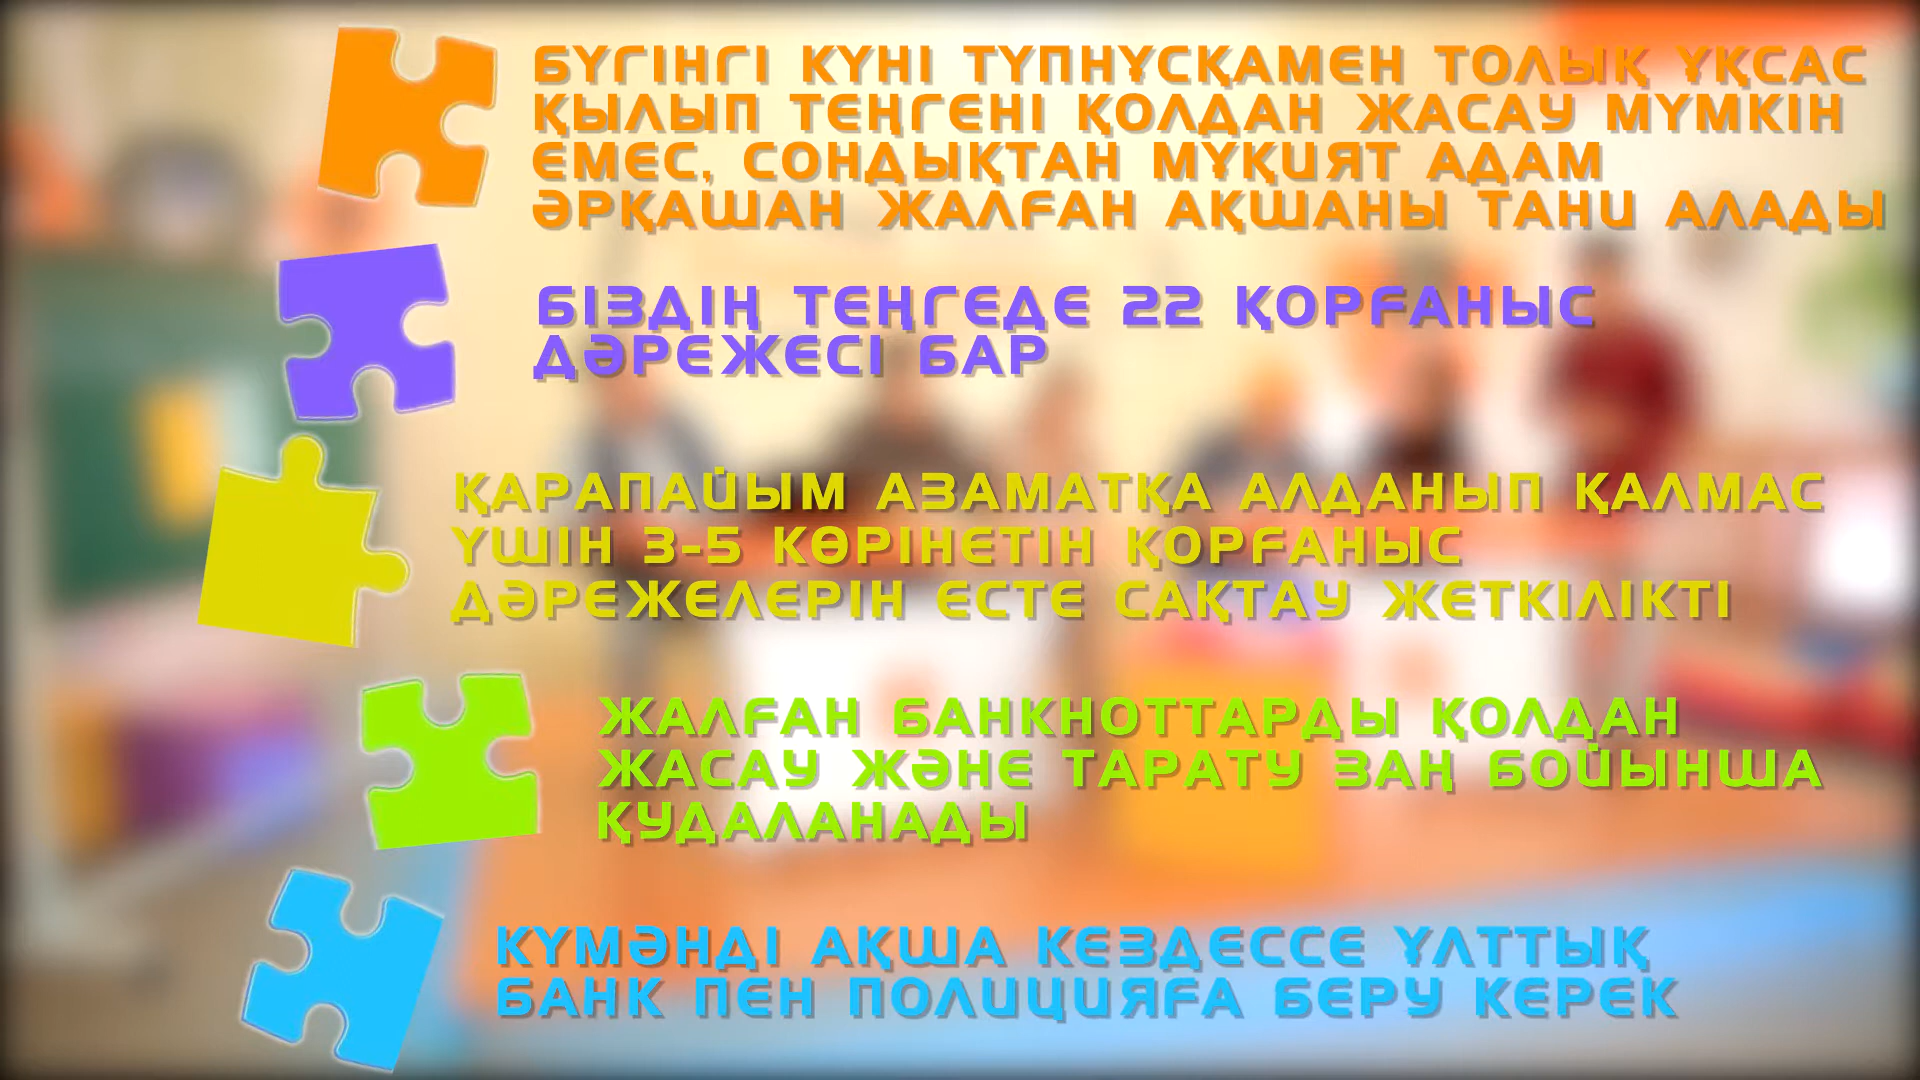 БҮГІНГІ КҮНІ ТҮПНҰСҚАМЕН ТОЛЫҚ ҰҚСАС
ҚЫЛЫП ТЕҢГЕНІ ҚОЛДАН ЖАСАУ МҮМКІН
ЕМЕС, СОНДЫҚТАН МҰҚИЯТ АДАМ
ӘРҚАШАН ЖАЛҒАН АҚШАНЫ ТАНИ АЛАДЫ
БІЗДІҢ ТЕҢГЕДЕ 22 ҚОРҒАНЫС
ДӘРЕЖЕСІ БАР
ҚАРАПАЙЫМ АЗАМАТҚА АЛДАНЫП ҚАЛМАС
ҮШІН 3-5 КӨРІНЕТІН ҚОРҒАНЫС
ДӘРЕЖЕЛЕРІН ЕСТЕ САҚТАУ ЖЕТКІЛІКТІ
ЖАЛҒАН БАНКНОТТАРДЫ ҚОЛДАН
ЖАСАУ ЖӘНЕ ТАРАТУ ЗАҢ БОЙЫНША
ҚУДАЛАНАДЫ
КҮМӘНДІ АҚША КЕЗДЕССЕ ҰЛТТЫҚ
БАНК ПЕН ПОЛИЦИЯҒА БЕРУ КЕРЕК